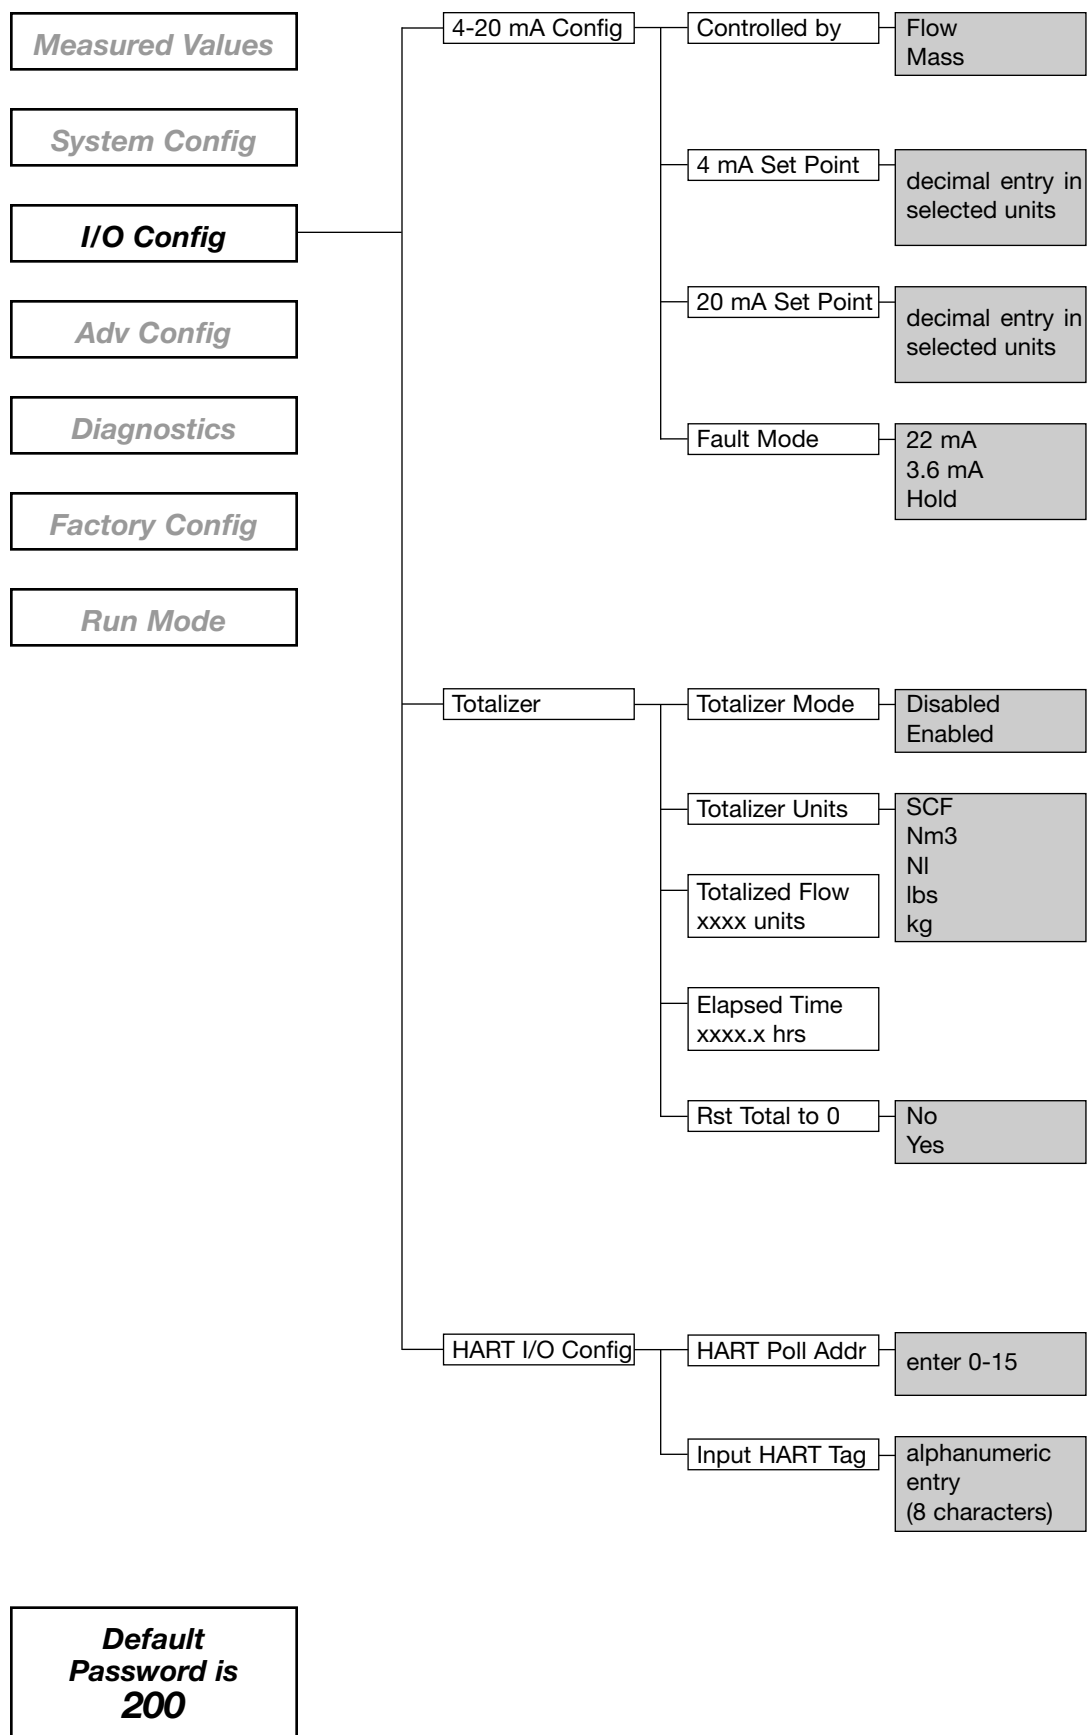 Measured Values
System Config
I/O Config
Adv Config
Diagnostics
Factory Config
Run Mode
4-20 mA Config
Controlled by
Flow
Mass
4 mA Set Point
decimal entry in
selected units
20 mA Set Point
decimal entry in
selected units
Fault Mode
22 mA
3.6 mA
Hold
Totalizer
Totalizer Mode
Disabled
Enabled
Totalizer Units
SCF
Nm3
Nl
lbs
kg
Totalized Flow
xxxx units
Elapsed Time
xxxx.x hrs
Rst Total to 0
No
Yes
HART I/O Config
HART Poll Addr
enter 0-15
Input HART Tag
alphanumeric
entry
(8 characters)
Default
Password is
200